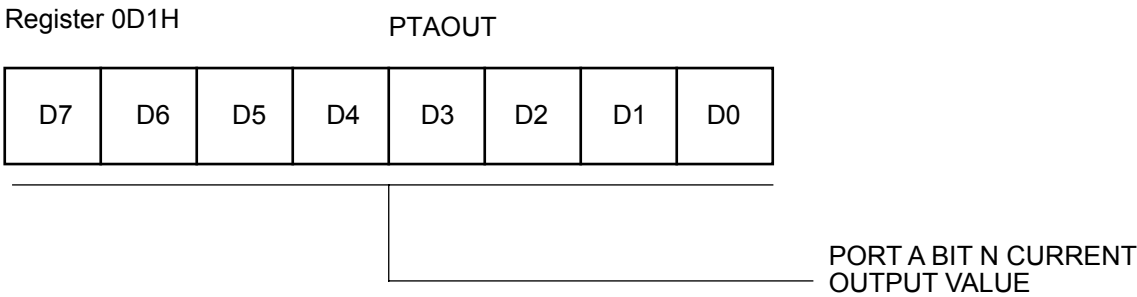 Register 0D1H
PTAOUT
D7 D6 D5 D4 D3 D2 D1 D0
PORT A BIT N CURRENT
OUTPUT VALUE